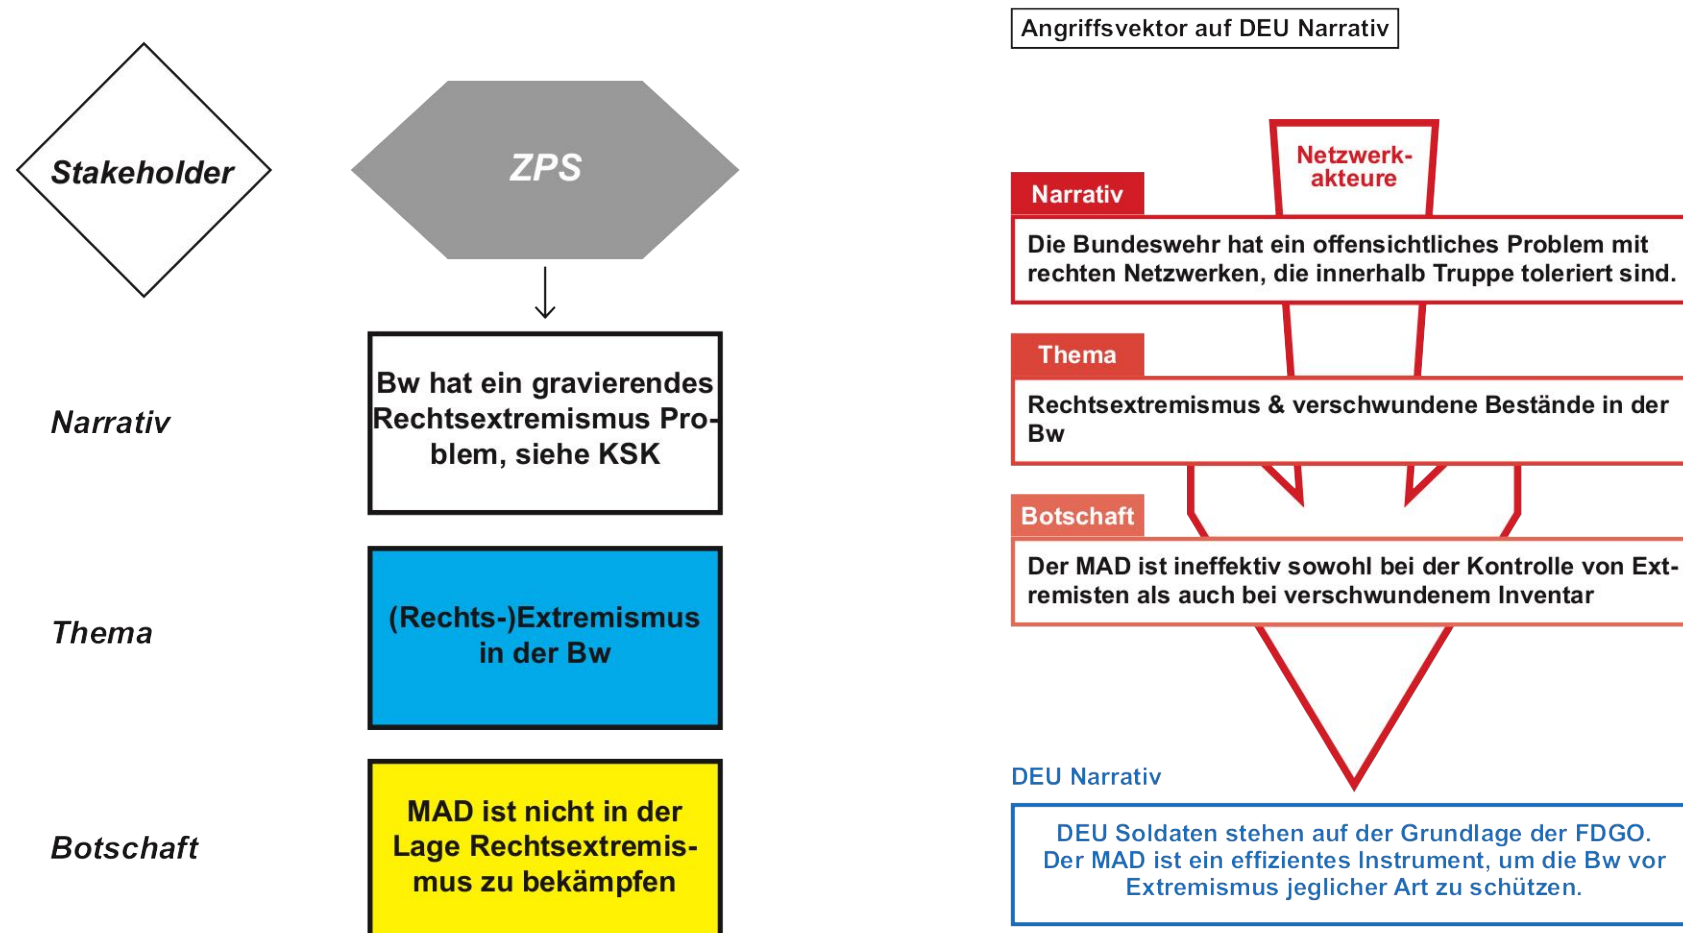 Stakeholder
ZPS
Narrativ
Bw hat ein gravierendes
Rechtsextremismus Pro-
blem, siehe KSK
Thema
(Rechts-)Extremismus
in der Bw
Botschaft
MAD ist nicht in der
Lage Rechtsextremis-
mus zu bekämpfen
Angriffsvektor auf DEU Narrativ
Netzwerk-
akteure
Narrativ
Die Bundeswehr hat ein offensichtliches Problem mit
rechten Netzwerken, die innerhalb Truppe toleriert sind.
Thema
Rechtsextremismus & verschwundene Bestände in der
Bw
Botschaft
Der MAD ist ineffektiv sowohl bei der Kontrolle von Ext-
remisten als auch bei verschwundenem Inventar
DEU Narrativ
DEU Soldaten stehen auf der Grundlage der FDGO.
Der MAD ist ein effizientes Instrument, um die Bw vor
Extremismus jeglicher Art zu schützen.